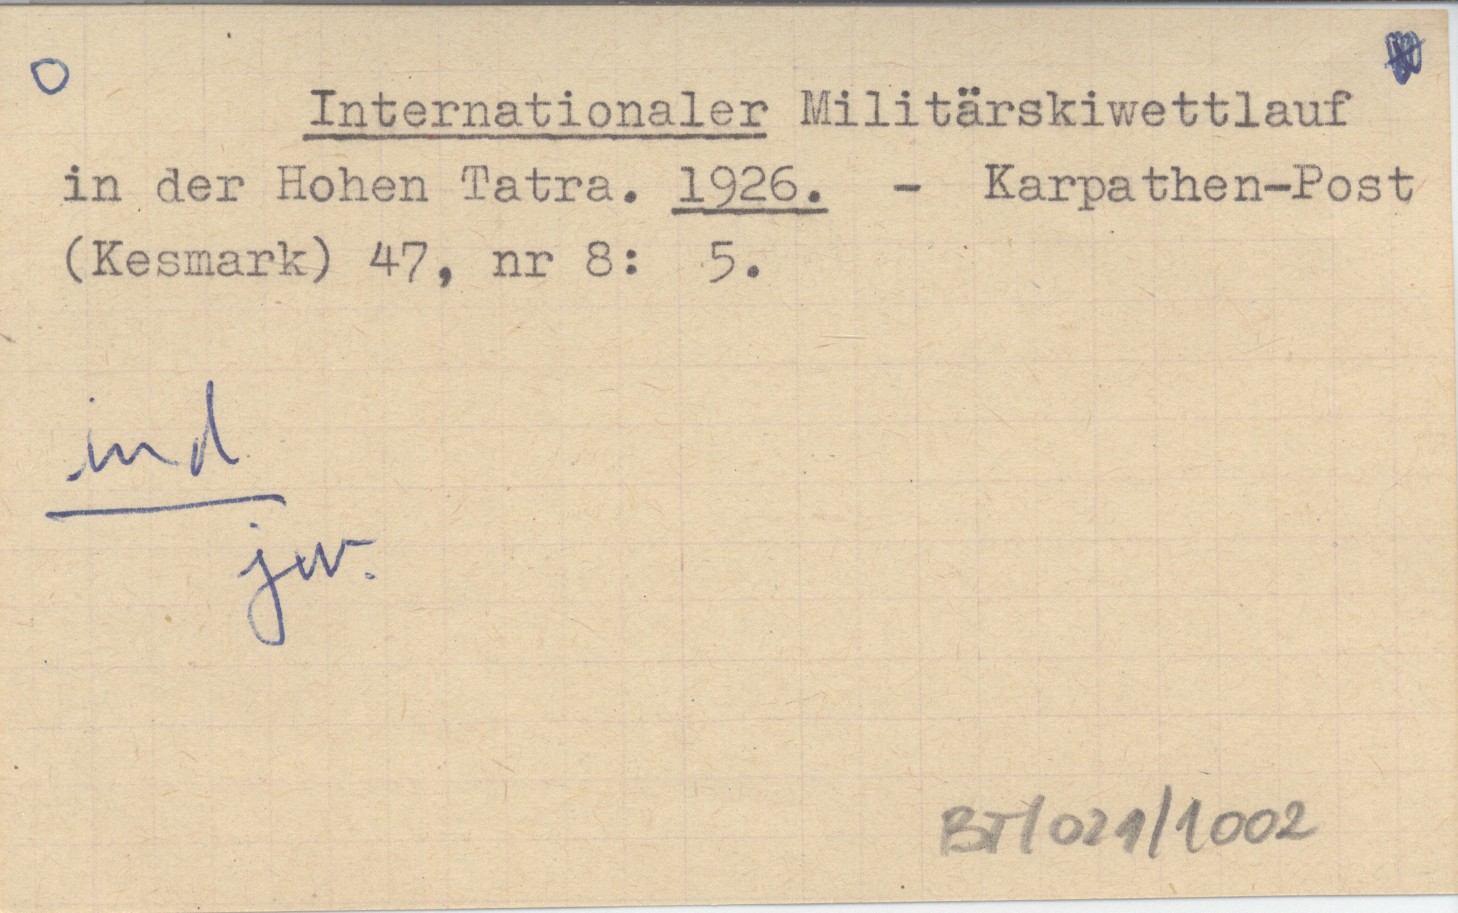 Internationaler Militärskiwettlauf
in der Hohen Tatra. 1926. - Karpathen-Post
(Kesmark) 47, nr 8: 5.
ind
jw.
BT/021/1002